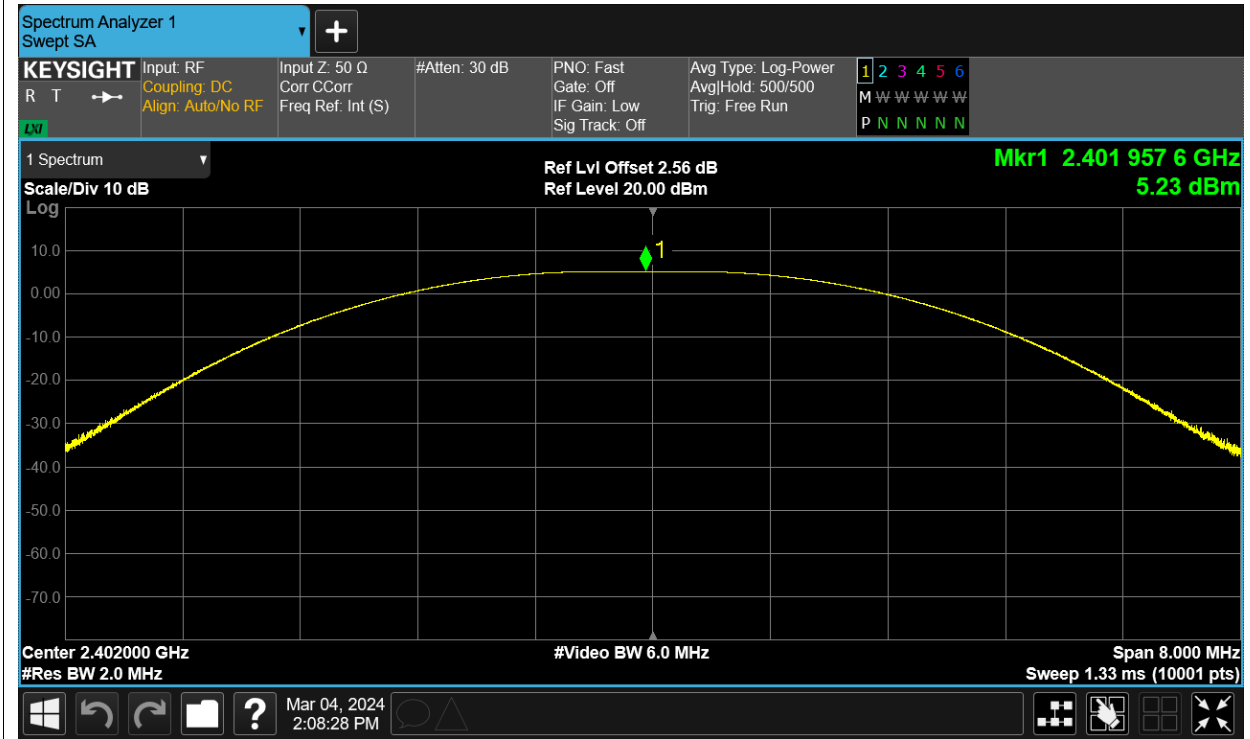 Spectrum Analyzer 1
Swept SA
▼
+
KEYSIGHT
R T
LXI
Input: RF
Coupling: DC
Align: Auto/No RF
Input Z: 50 Ω
Corr CCorr
Freq Ref: Int (S)
#Atten: 30 dB
PNO: Fast
Gate: Off
IF Gain: Low
Sig Track: Off
Avg Type: Log-Power
Avg|Hold: 500/500
Trig: Free Run
1 2 3 4 5 6
M W W W W W
P N N N N N
1 Spectrum ▼
Scale/Div 10 dB
Log
Ref Lvl Offset 2.56 dB
Ref Level 20.00 dBm
Mkr1 2.401 957 6 GHz
5.23 dBm
1
10.0
0.00
-10.0
-20.0
-30.0
-40.0
-50.0
-60.0
-70.0
Center 2.402000 GHz
#Res BW 2.0 MHz
#Video BW 6.0 MHz
Span 8.000 MHz
Sweep 1.33 ms (10001 pts)
?
Mar 04, 2024
2:08:28 PM